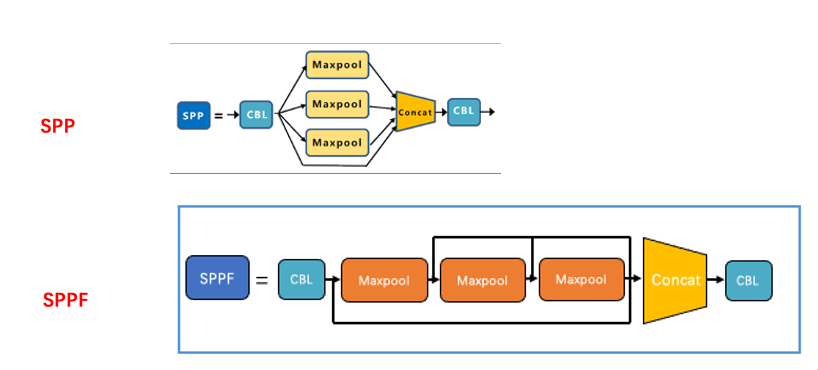 Maxpool
SPP = CBL Maxpool Concat CBL
Maxpool
SPP
SPPF = CBL Maxpool Maxpool Maxpool Concat CBL
SPPF